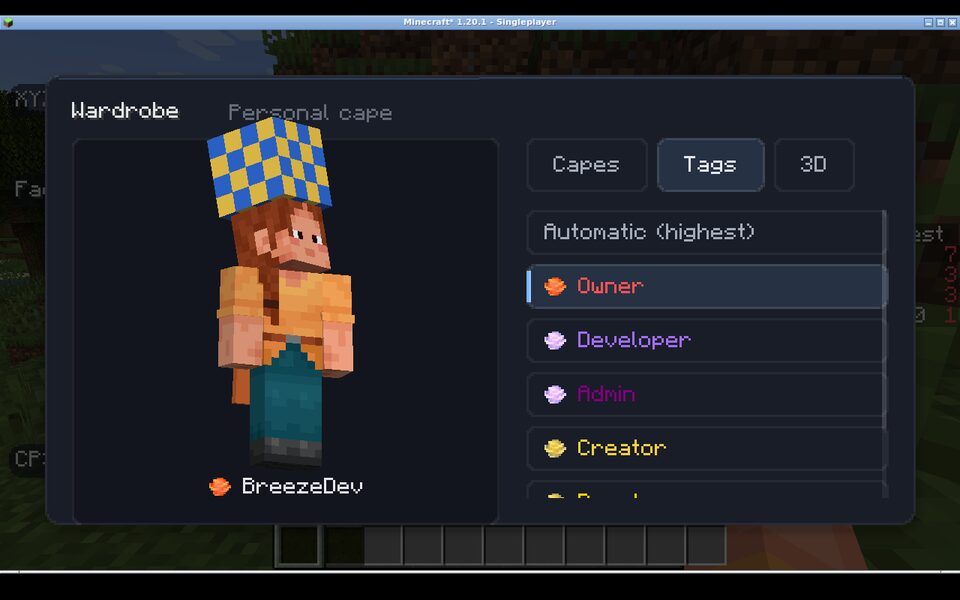 Minecraft* 1.20.1 - Singleplayer
Wardrobe
Personal cape
Capes
Tags
3D
Automatic (highest)
Owner
Developer
Admin
Creator
BreezeDev